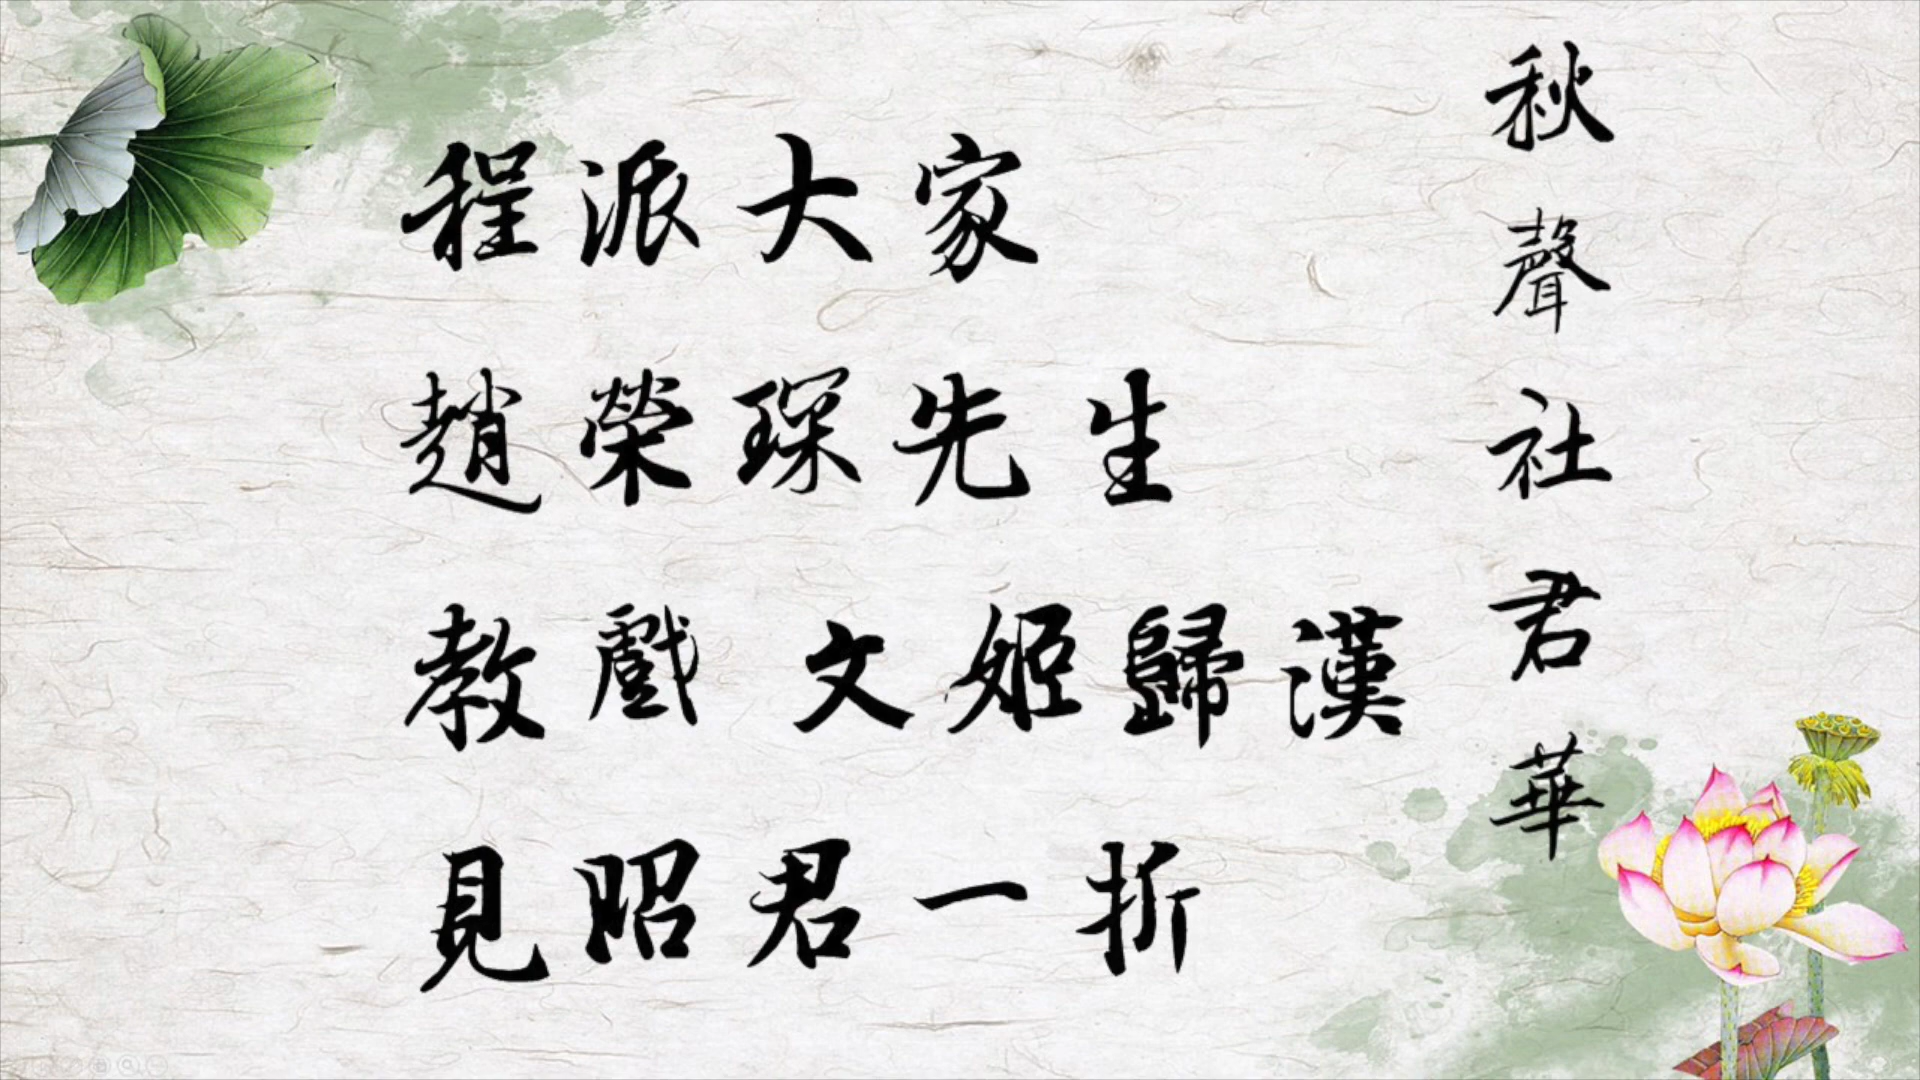 程派大家
趙榮琛先生
教戲 文姬歸漢
見昭君一折
秋聲社君華